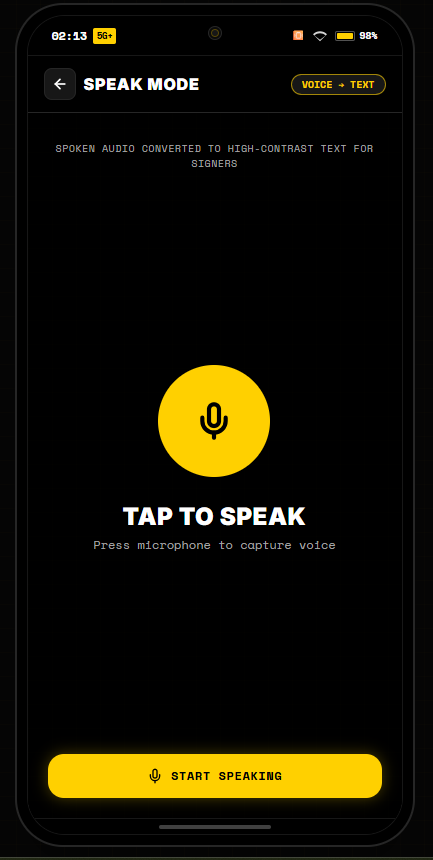 02:13 5G+ 98%
SPEAK MODE
VOICE → TEXT
SPOKEN AUDIO CONVERTED TO HIGH-CONTRAST TEXT FOR
SIGNERS
TAP TO SPEAK
Press microphone to capture voice
START SPEAKING